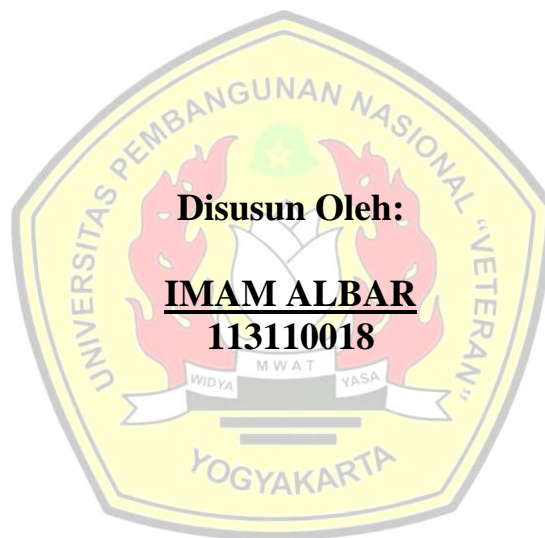 UNIVERSITAS PEMBANGUNAN NASIONAL "VETERAN"
Disusun Oleh:
IMAM ALBAR
113110018
WIDYA MWAT YASA
YOGYAKARTA